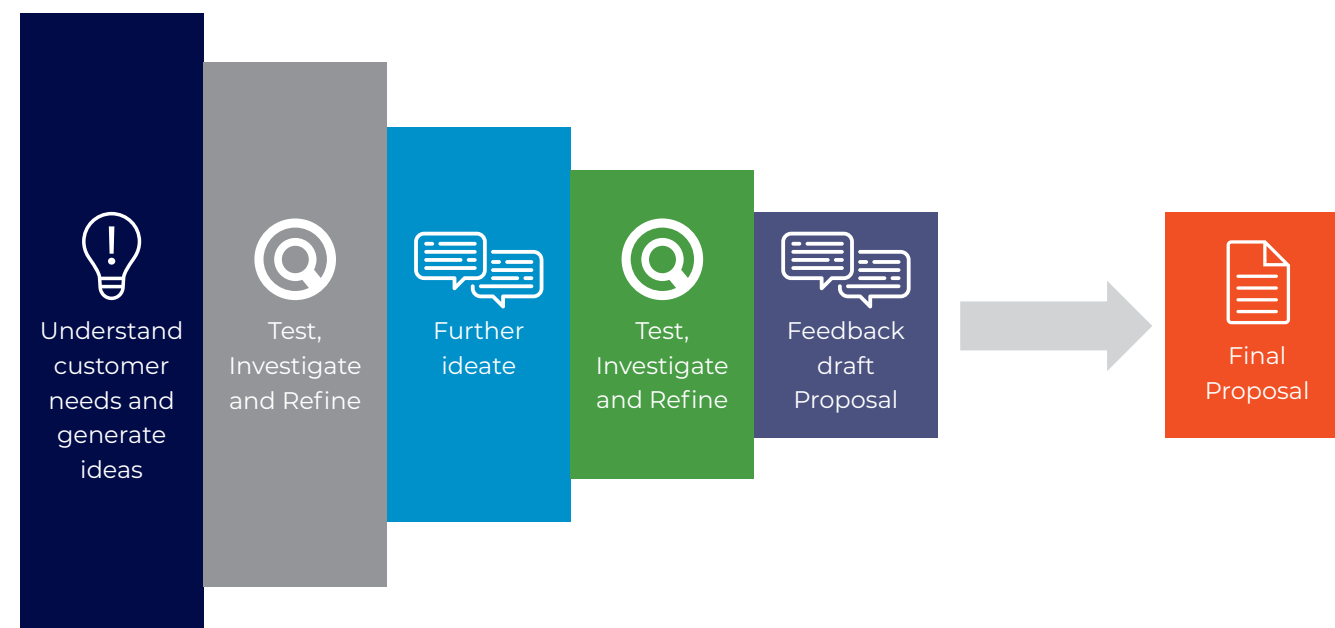 Understand
customer
needs and
generate
ideas
Test,
Investigate
and Refine
Further
ideate
Test,
Investigate
and Refine
Feedback
draft
Proposal
Final
Proposal